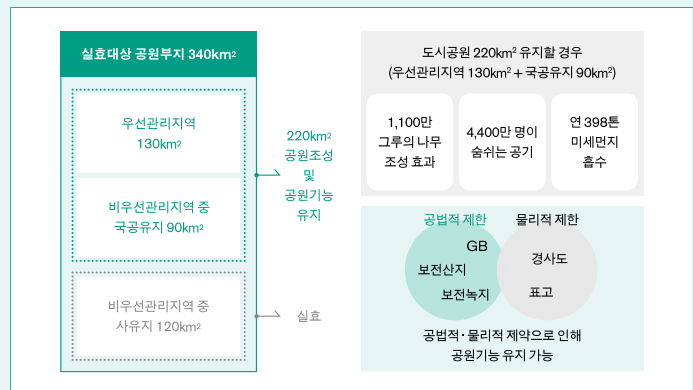 실효대상 공원부지 340km²
우선관리지역
130km²
비우선관리지역 중
국공유지 90km²
비우선관리지역 중
사유지 120km²
220km²
공원조성
및
공원기능
유지
실효
도시공원 220km² 유지할 경우
(우선관리지역 130km² + 국공유지 90km²)
1,100만
그루의 나무
조성 효과
4,400만 명이
숨쉬는 공기
연 398톤
미세먼지
흡수
공법적 제한
GB
보전산지
보전녹지
물리적 제한
경사도
표고
공법적·물리적 제약으로 인해
공원기능 유지 가능